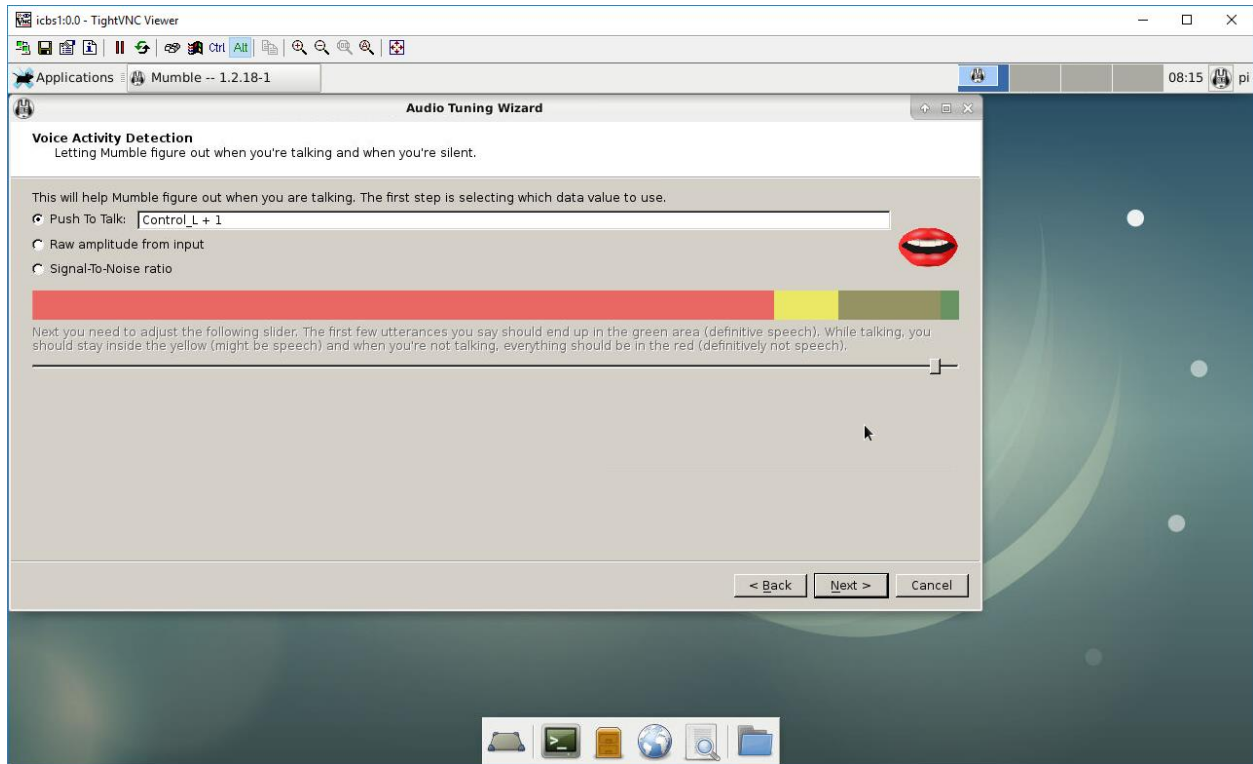 icbs1:0.0 - TightVNC Viewer
Ctrl Alt
Applications Mumble -- 1.2.18-1 08:15 pi
Audio Tuning Wizard
Voice Activity Detection
Letting Mumble figure out when you're talking and when you're silent.
This will help Mumble figure out when you are talking. The first step is selecting which data value to use.
Push To Talk: Control_L + 1
Raw amplitude from input
Signal-To-Noise ratio
Next you need to adjust the following slider. The first few utterances you say should end up in the green area (definitive speech). While talking, you
should stay inside the yellow (might be speech) and when you're not talking, everything should be in the red (definitively not speech).
< Back Next > Cancel